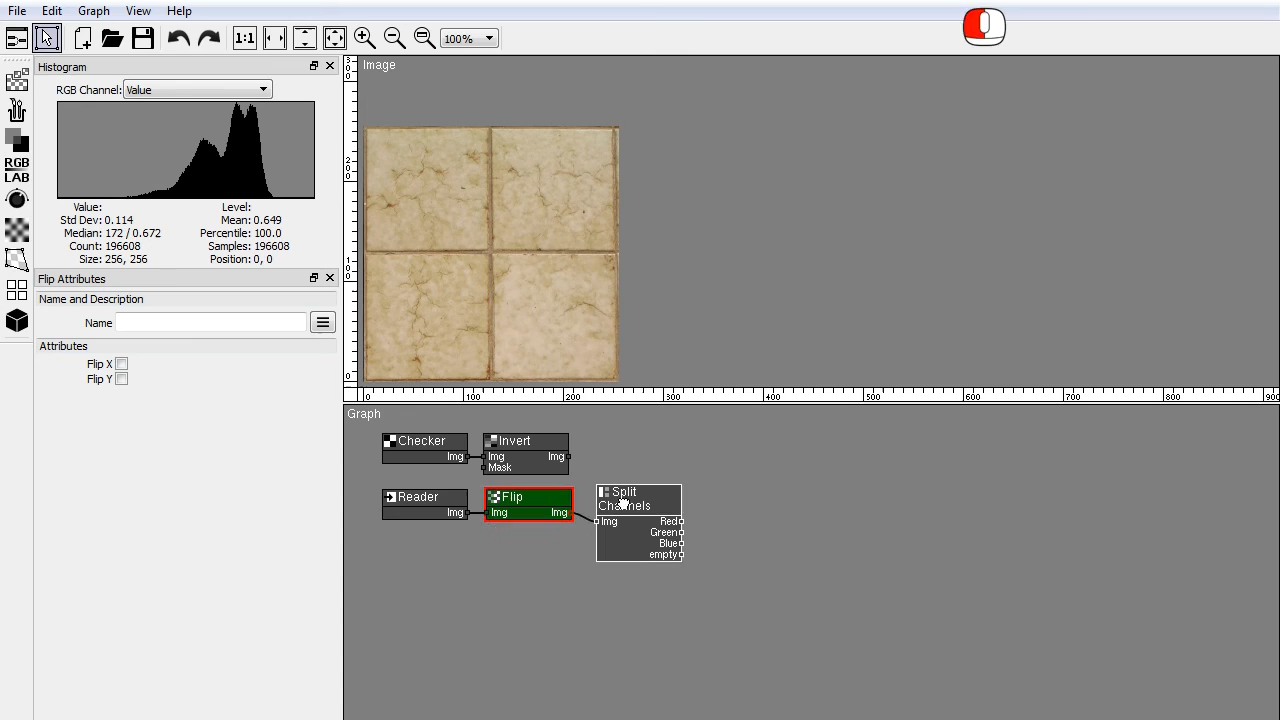 File Edit Graph View Help
1:1 100%
Histogram
RGB Channel: Value
Value: Level:
Std Dev: 0.114 Mean: 0.649
Median: 172 / 0.672 Percentile: 100.0
Count: 196608 Samples: 196608
Size: 256, 256 Position: 0, 0
RGB
LAB
Flip Attributes
Name and Description
Name
Attributes
Flip X
Flip Y
Image
300
200
100
0
0 100 200 300 400 500 600 700 800 900
Graph
Checker Invert
Img Img Img
Mask
Reader Flip Split
Channels
Img Img Img Img Red
Green
Blue
empty